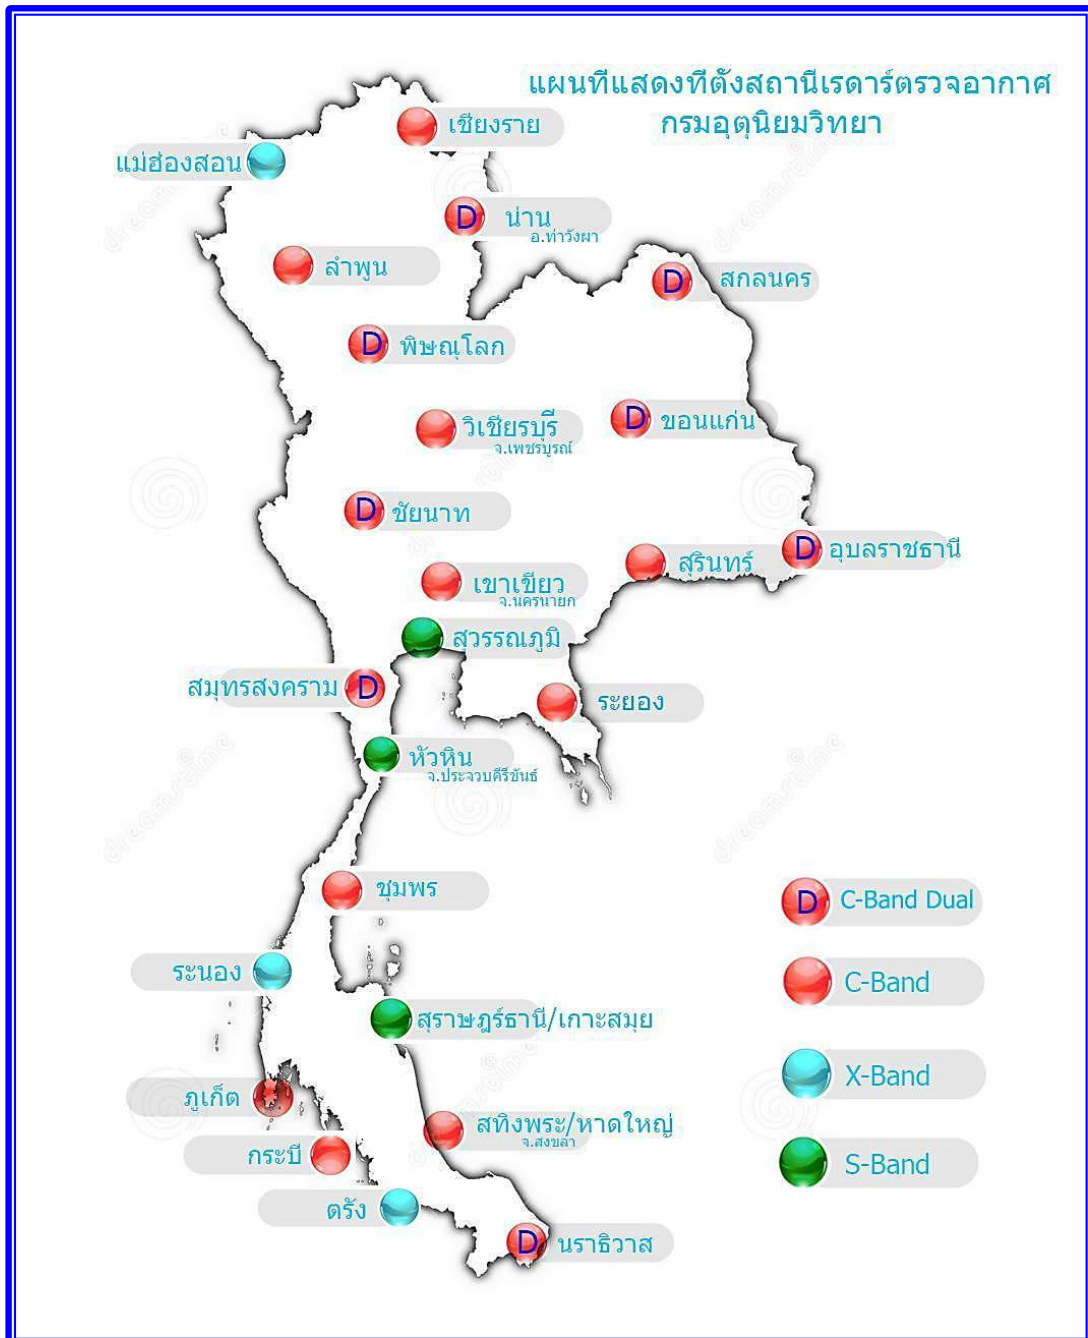 แผนที่แสดงที่ตั้งสถานีเรดาร์ตรวจอากาศ
กรมอุตุนิยมวิทยา
เชียงราย
แม่ฮ่องสอน
D น่าน
อ.ท่าวังผา
ลำพูน
D สกลนคร
D พิษณุโลก
D ขอนแก่น
วิเชียรบุรี
จ.เพชรบูรณ์
D ชัยนาท
D อุบลราชธานี
สุรินทร์
เขาเขียว
จ.นครนายก
สุวรรณภูมิ
สมุทรสงคราม D
ระยอง
หัวหิน
จ.ประจวบคีรีขันธ์
ชุมพร
D C-Band Dual
ระนอง
C-Band
สุราษฎร์ธานี/เกาะสมุย
X-Band
ภูเก็ต
สทิงพระ/หาดใหญ่
จ.สงขลา
กระบี่
S-Band
ตรัง
D นราธิวาส